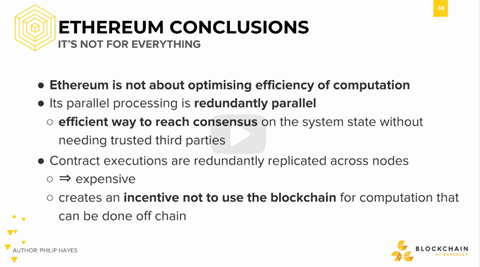 38
ETHEREUM CONCLUSIONS
IT'S NOT FOR EVERYTHING
● Ethereum is not about optimising efficiency of computation
● Its parallel processing is redundantly parallel
○ efficient way to reach consensus on the system state without
needing trusted third parties
● Contract executions are redundantly replicated across nodes
○ ⇒ expensive
○ creates an incentive not to use the blockchain for computation that
can be done off chain
AUTHOR: PHILIP HAYES
BLOCKCHAIN
AT BERKELEY